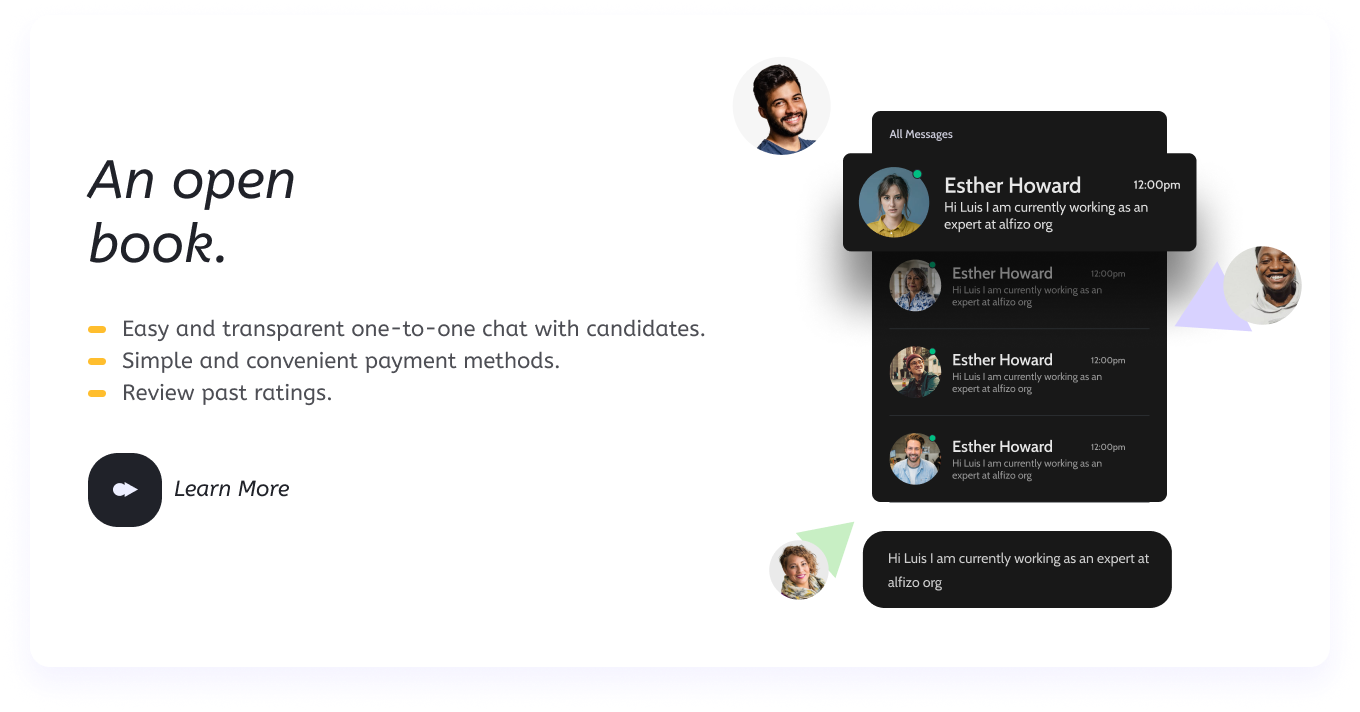 An open
book.
Easy and transparent one-to-one chat with candidates.
Simple and convenient payment methods.
Review past ratings.
Learn More
All Messages
Esther Howard 12:00pm
Hi Luis I am currently working as an
expert at alfizo org
Esther Howard 12:00pm
Hi Luis I am currently working as an
expert at alfizo org
Esther Howard 12:00pm
Hi Luis I am currently working as an
expert at alfizo org
Esther Howard 12:00pm
Hi Luis I am currently working as an
expert at alfizo org
Hi Luis I am currently working as an expert at
alfizo org